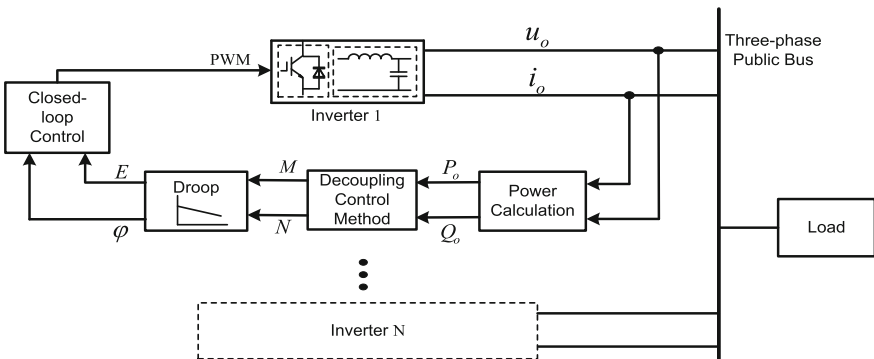 u_o
Three-phase
Public Bus
PWM
i_o
Closed-
loop
Control
Inverter 1
E
Droop
M
Decoupling
Control
Method
P_o
Power
Calculation
φ
N
Q_o
Load
Inverter N